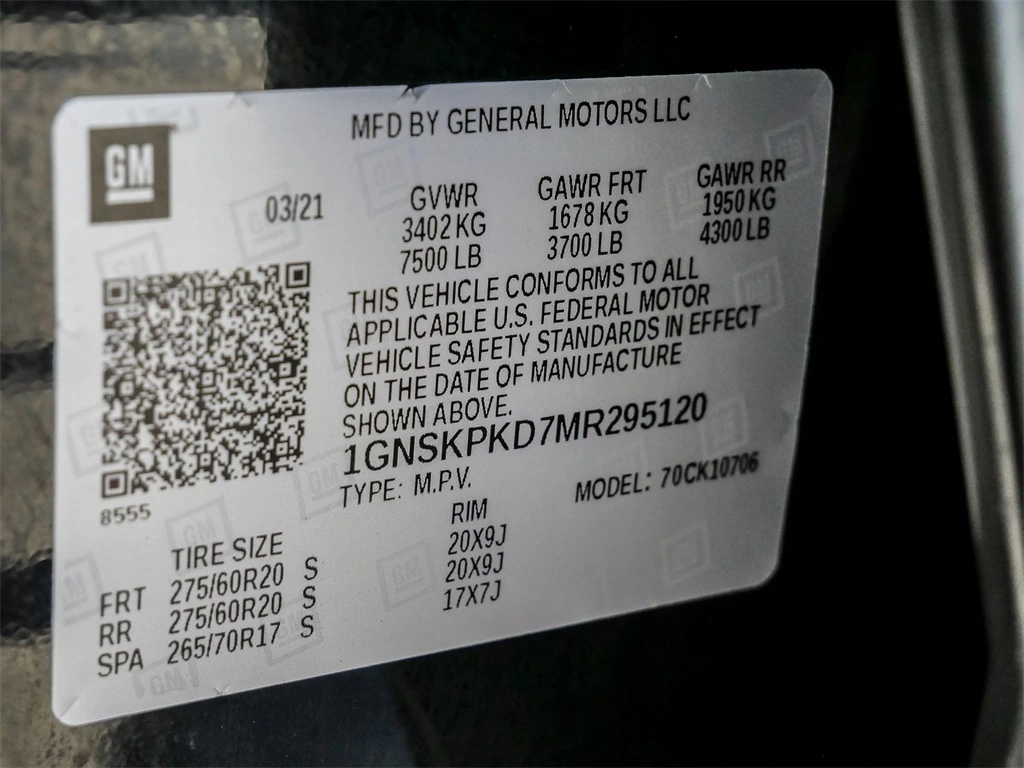 MFD BY GENERAL MOTORS LLC
GM
03/21
GVWR GAWR FRT GAWR RR
3402 KG 1678 KG 1950 KG
7500 LB 3700 LB 4300 LB
THIS VEHICLE CONFORMS TO ALL
APPLICABLE U.S. FEDERAL MOTOR
VEHICLE SAFETY STANDARDS IN EFFECT
ON THE DATE OF MANUFACTURE
SHOWN ABOVE.
1GNSKPKD7MR295120
TYPE: M.P.V. MODEL: 70CK10706
8555
TIRE SIZE RIM
FRT 275/60R20 S 20X9J
RR 275/60R20 S 20X9J
SPA 265/70R17 S 17X7J